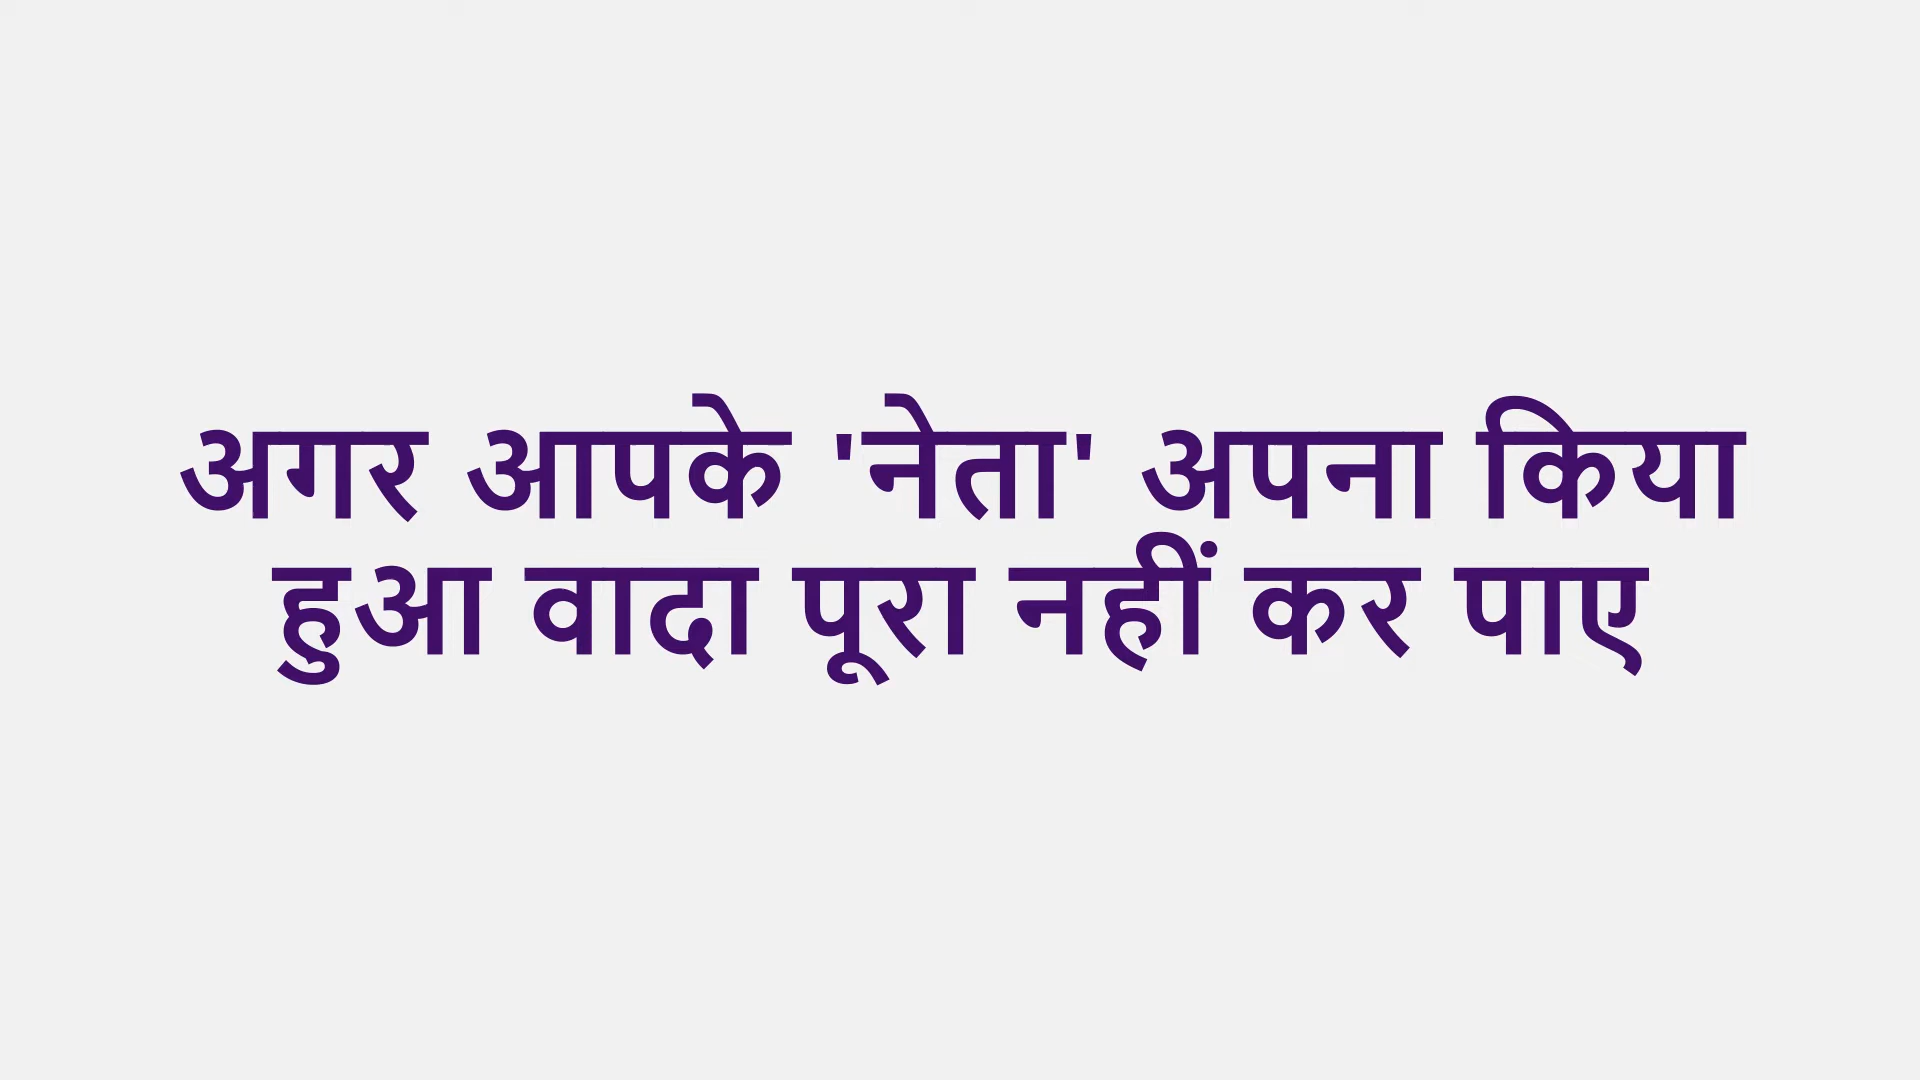 अगर आपके 'नेता' अपना किया
हुआ वादा पूरा नहीं कर पाए